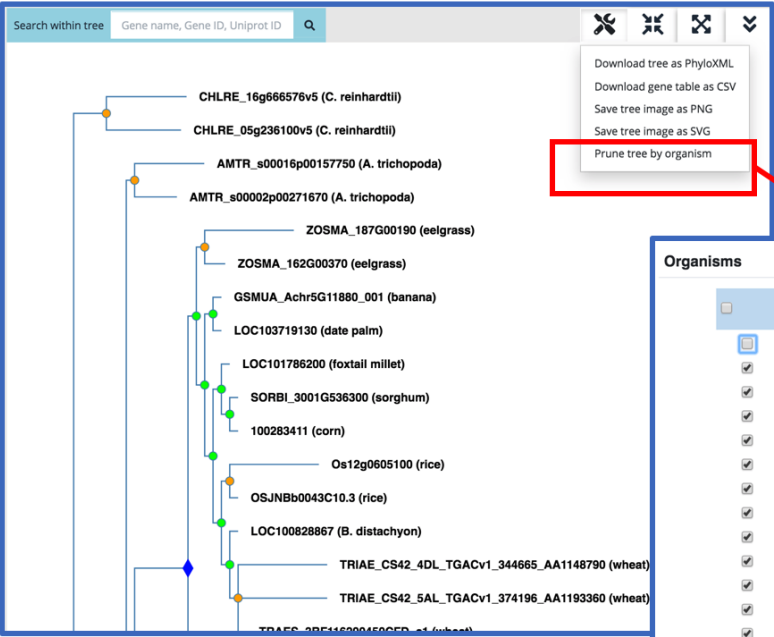 Search within tree Gene name, Gene ID, Uniprot ID
Download tree as PhyloXML
Download gene table as CSV
Save tree image as PNG
Save tree image as SVG
Prune tree by organism
CHLRE_16g666576v5 (C. reinhardtii)
CHLRE_05g236100v5 (C. reinhardtii)
AMTR_s00016p00157750 (A. trichopoda)
AMTR_s00002p00271670 (A. trichopoda)
ZOSMA_187G00190 (eelgrass)
ZOSMA_162G00370 (eelgrass)
GSMUA_Achr5G11880_001 (banana)
LOC103719130 (date palm)
LOC101786200 (foxtail millet)
SORBI_3001G536300 (sorghum)
100283411 (corn)
Os12g0605100 (rice)
OSJNBb0043C10.3 (rice)
LOC100828867 (B. distachyon)
TRIAE_CS42_4DL_TGACv1_344665_AA1148790 (wheat)
TRIAE_CS42_5AL_TGACv1_374196_AA1193360 (wheat)
Organisms